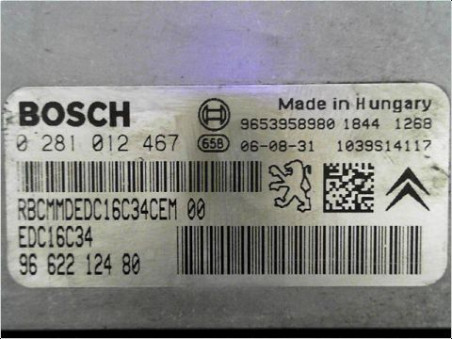 BOSCH
Made in Hungary
9653958980 1844 1268
0 281 012 467
658 06-08-31 1039S14117
RBCMMDEDC16C34CEM 00
EDC16C34
96 622 124 80